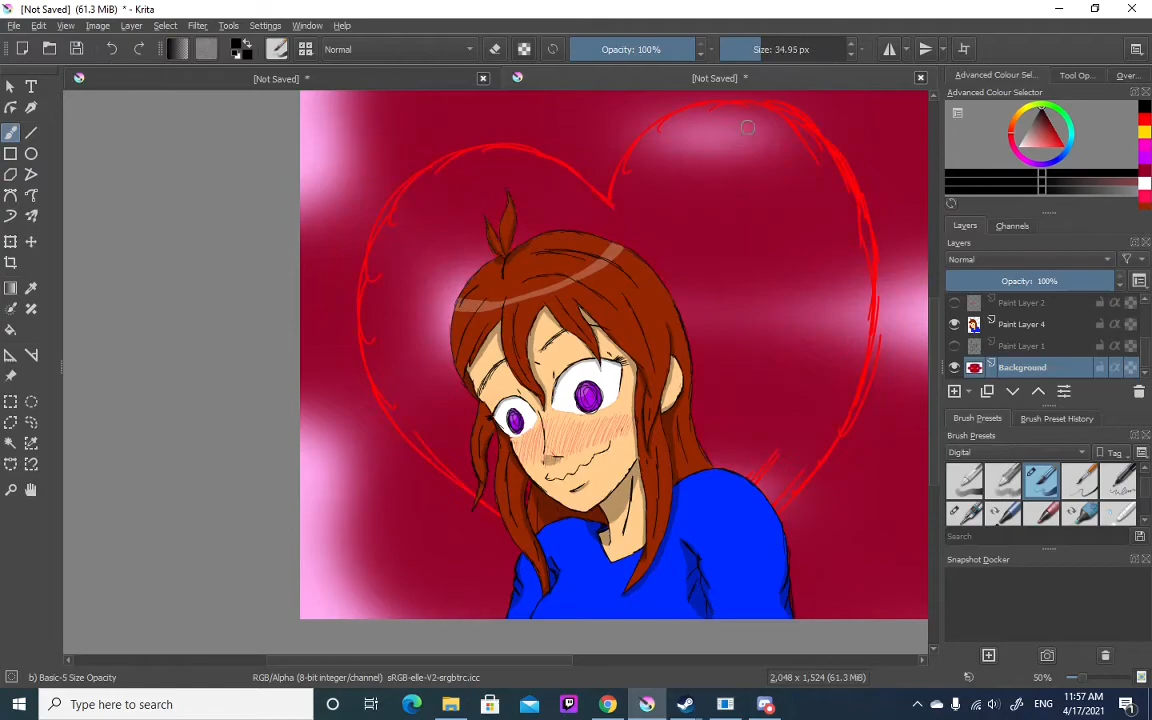 [Not Saved] (61.3 MiB) * - Krita
File Edit View Image Layer Select Filter Tools Settings Window Help
Normal Opacity: 100% Size: 34.95 px
[Not Saved] * [Not Saved] *
Advanced Colour Sel... Tool Op... Over...
Advanced Colour Selector
Layers Channels
Layers
Normal
Opacity: 100%
Paint Layer 2
Paint Layer 4
Paint Layer 1
Background
Brush Presets Brush Preset History
Brush Presets
Digital Tag
Search
Snapshot Docker
b) Basic-5 Size Opacity RGB/Alpha (8-bit integer/channel) sRGB-elle-V2-srgbtrc.icc 2,048 x 1,524 (61.3 MiB) 50%
Type here to search ENG 11:57 AM
4/17/2021 1